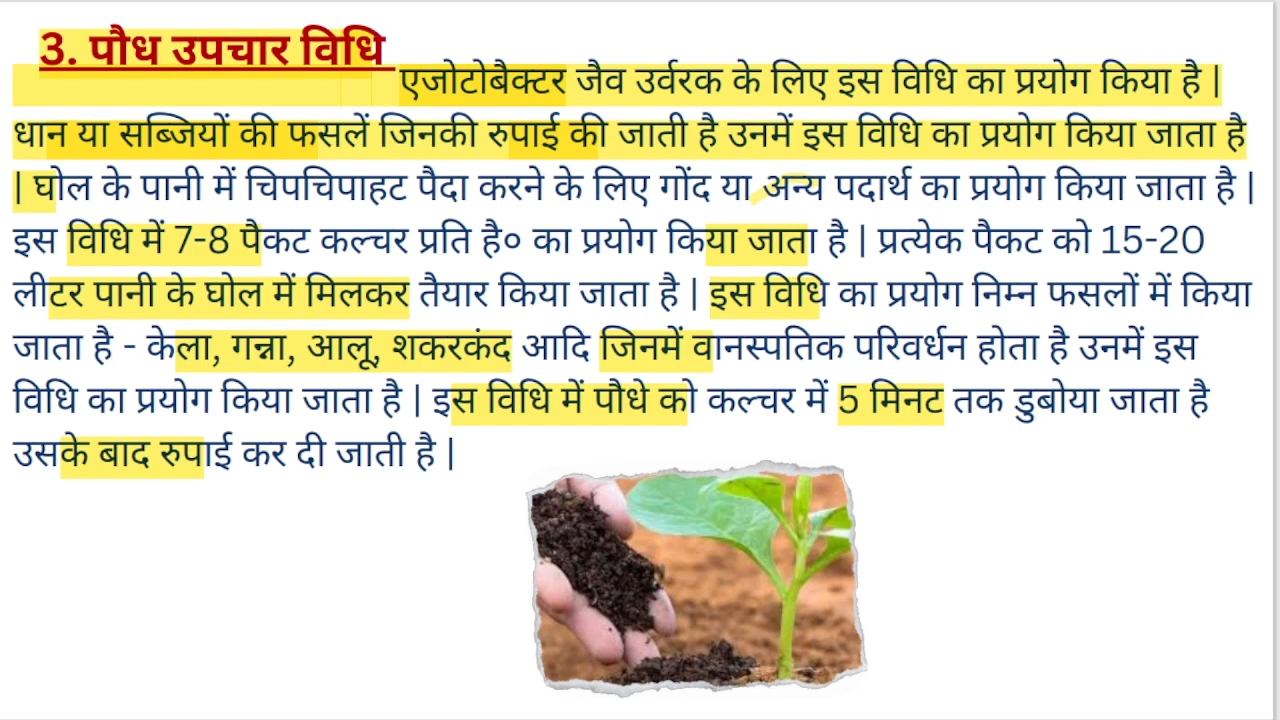 3. पौध उपचार विधि
एजोटोबैक्टर जैव उर्वरक के लिए इस विधि का प्रयोग किया है |
धान या सब्जियों की फसलें जिनकी रुपाई की जाती है उनमें इस विधि का प्रयोग किया जाता है
| घोल के पानी में चिपचिपाहट पैदा करने के लिए गोंद या अन्य पदार्थ का प्रयोग किया जाता है |
इस विधि में 7-8 पैकट कल्चर प्रति है० का प्रयोग किया जाता है | प्रत्येक पैकट को 15-20
लीटर पानी के घोल में मिलकर तैयार किया जाता है | इस विधि का प्रयोग निम्न फसलों में किया
जाता है - केला, गन्ना, आलू, शकरकंद आदि जिनमें वानस्पतिक परिवर्धन होता है उनमें इस
विधि का प्रयोग किया जाता है | इस विधि में पौधे को कल्चर में 5 मिनट तक डुबोया जाता है
उसके बाद रुपाई कर दी जाती है |